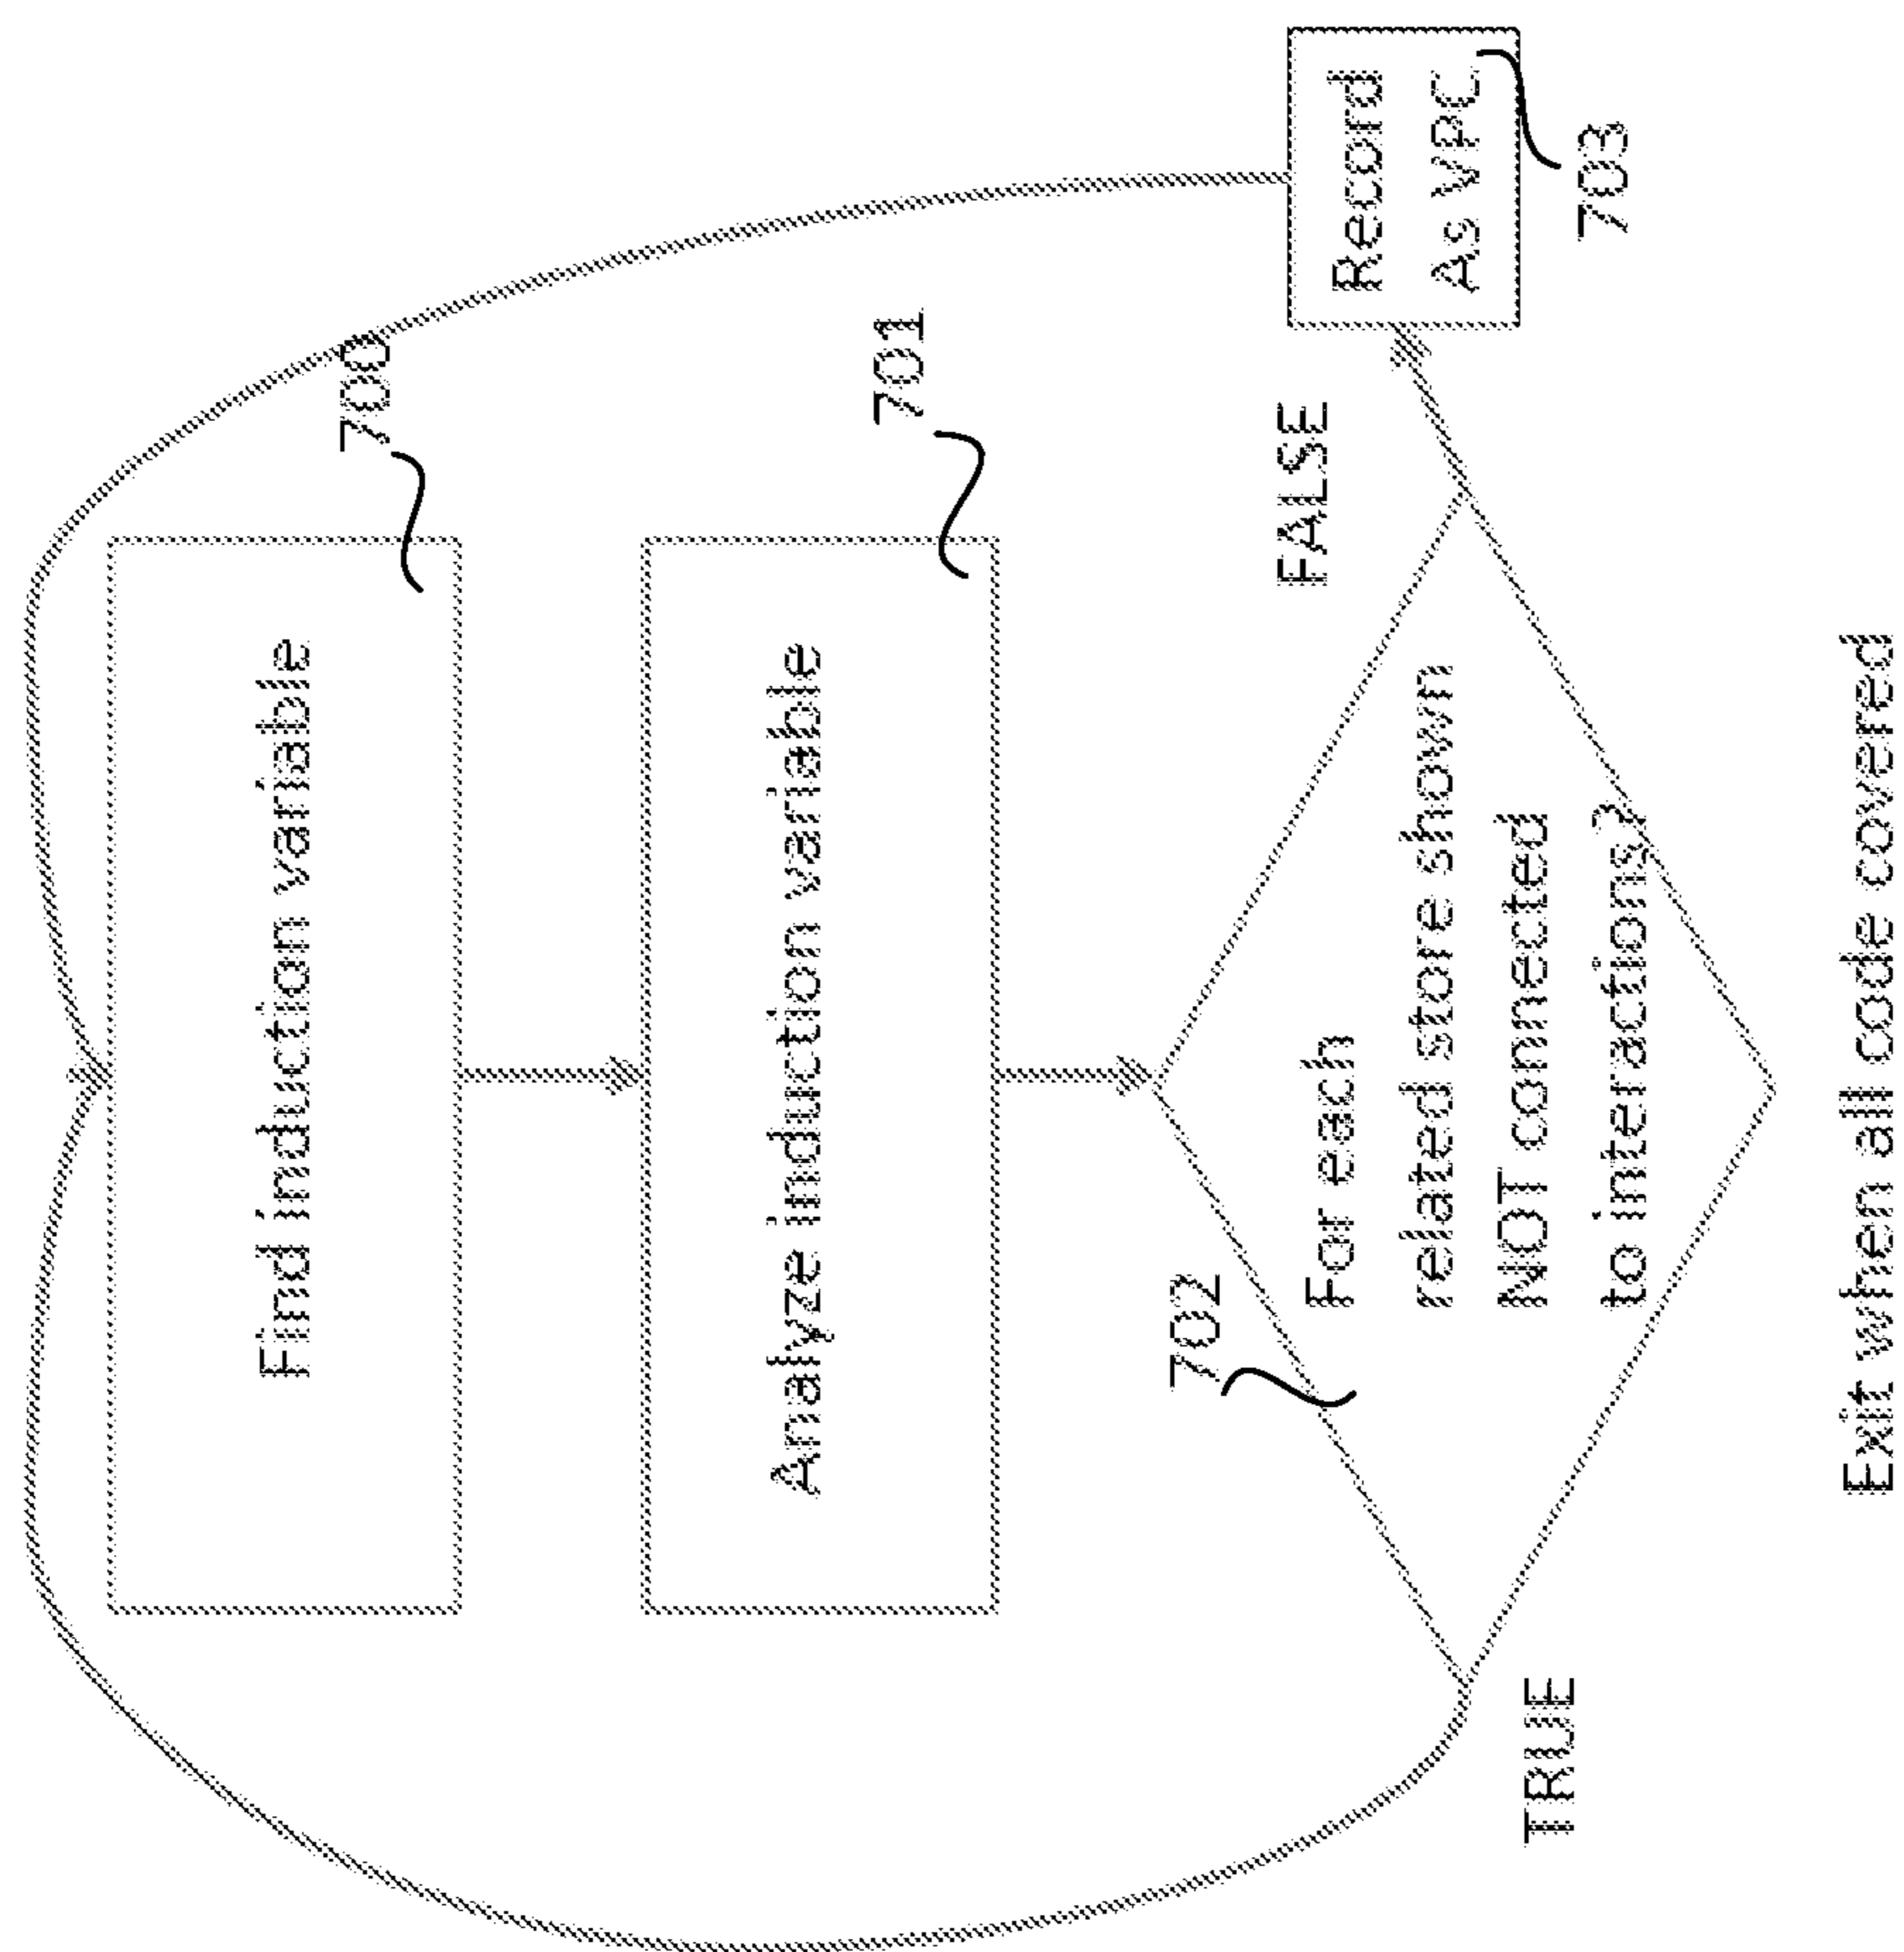 Find induction variable
700
Analyze induction variable
701
702
For each
related store shown
NOT connected
to interactions?
TRUE
FALSE
Record
As VPC
703
Exit when all code covered